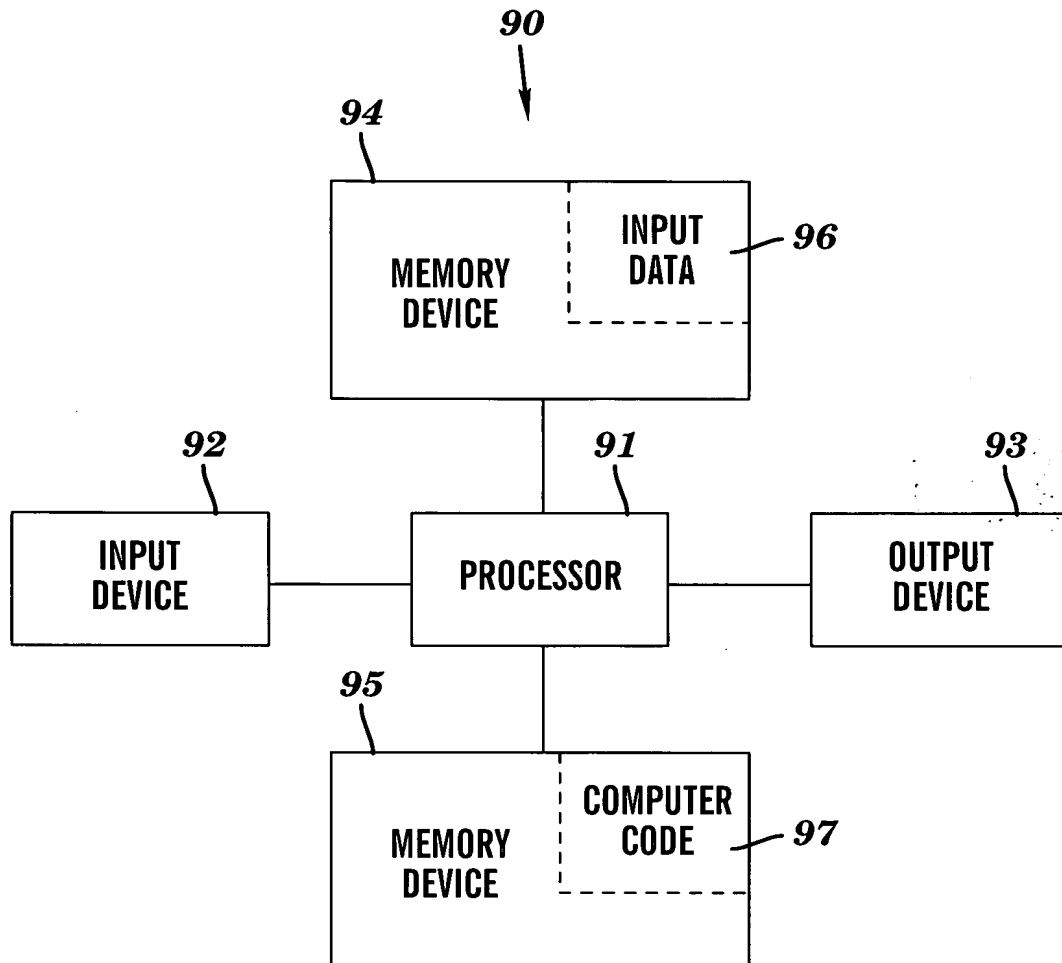 90
94
INPUT
DATA
96
MEMORY
DEVICE
92
91
93
INPUT
DEVICE
PROCESSOR
OUTPUT
DEVICE
95
COMPUTER
CODE
97
MEMORY
DEVICE